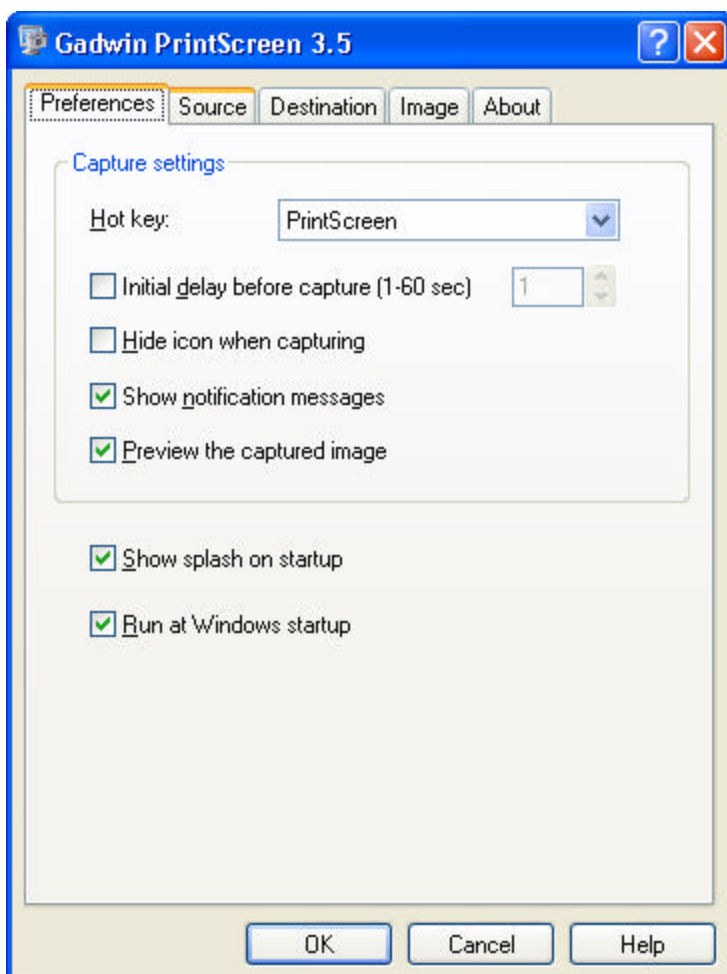 Gadwin PrintScreen 3.5
Preferences Source Destination Image About
Capture settings
Hot key: PrintScreen
Initial delay before capture (1-60 sec) 1
Hide icon when capturing
Show notification messages
Preview the captured image
Show splash on startup
Run at Windows startup
OK Cancel Help